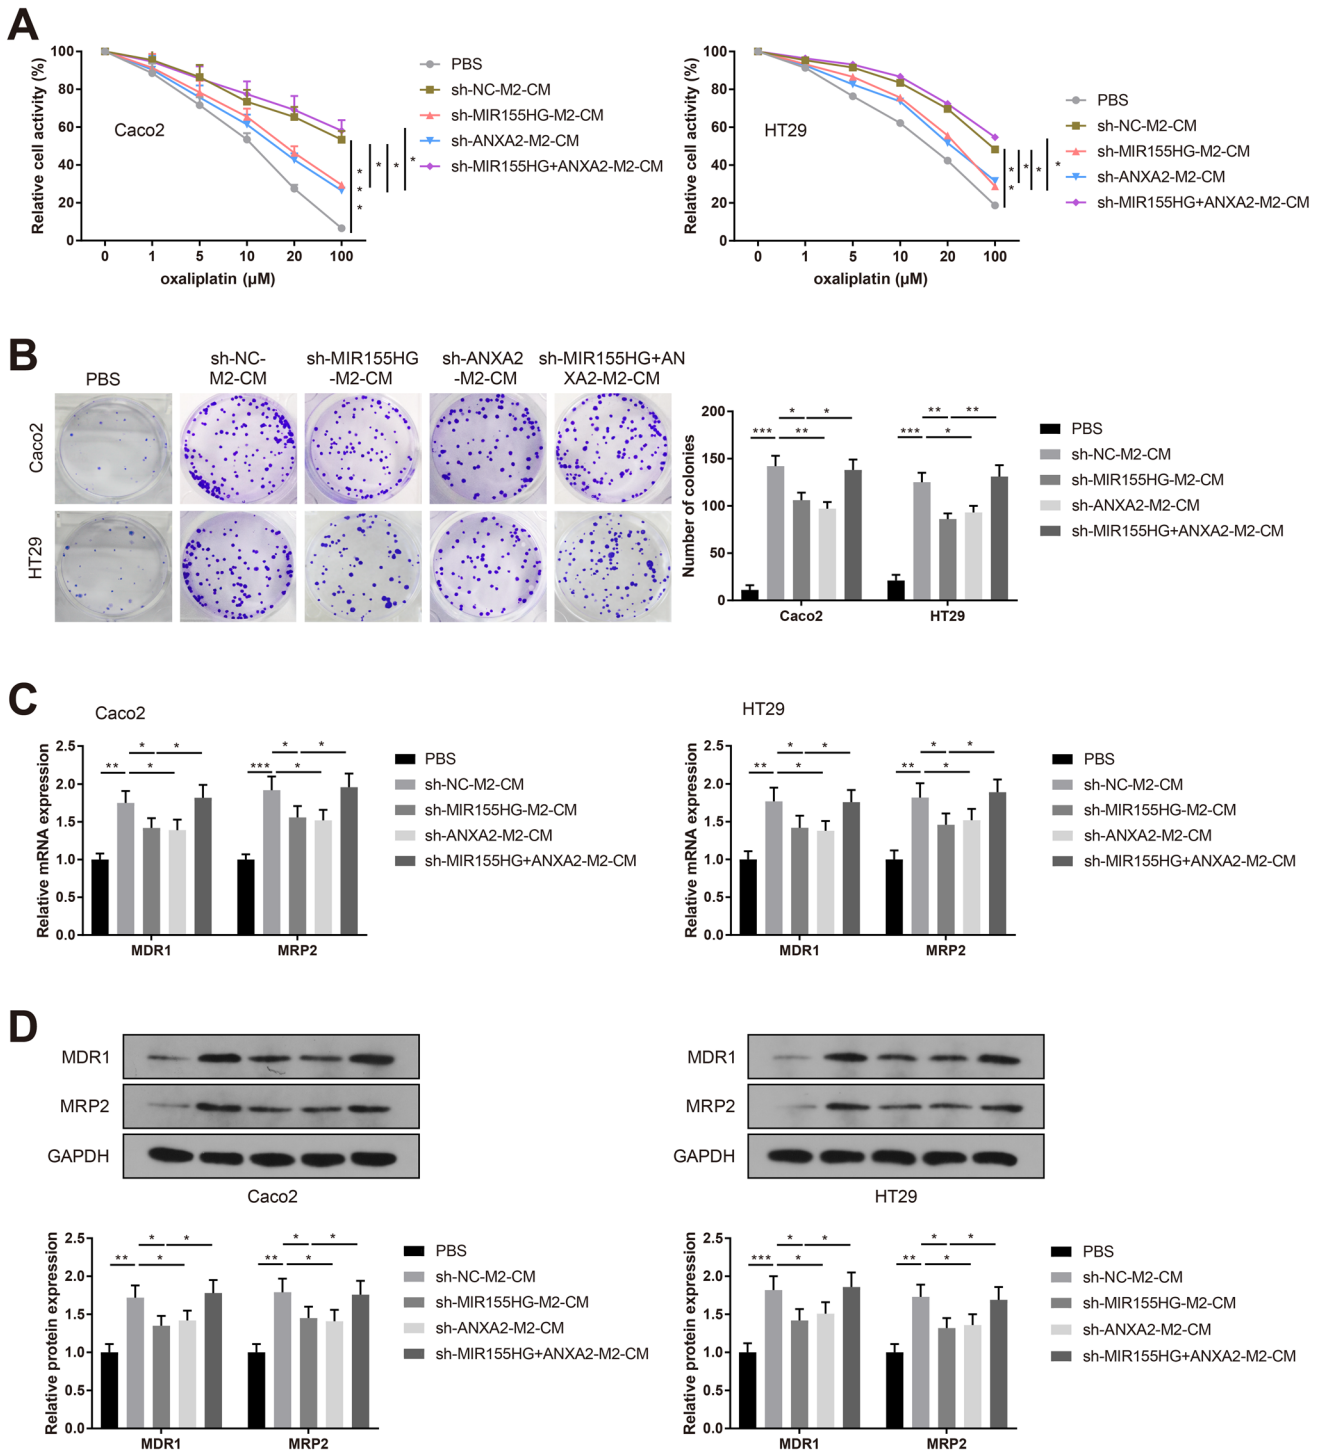 A
Relative cell activity (%)
100
80
60
40
20
0
Caco2
0 1 5 10 20 100
oxaliplatin (μM)
PBS
sh-NC-M2-CM
sh-MIR155HG-M2-CM
sh-ANXA2-M2-CM
sh-MIR155HG+ANXA2-M2-CM
* * *
*
*
*
Relative cell activity (%)
100
80
60
40
20
0
HT29
0 1 5 10 20 100
oxaliplatin (μM)
PBS
sh-NC-M2-CM
sh-MIR155HG-M2-CM
sh-ANXA2-M2-CM
sh-MIR155HG+ANXA2-M2-CM
* *
*
*
*
B
PBS
sh-NC-
M2-CM
sh-MIR155HG
-M2-CM
sh-ANXA2
-M2-CM
sh-MIR155HG+AN
XA2-M2-CM
Caco2
HT29
Number of colonies
200
150
100
50
0
* *
*** **
** **
*** *
Caco2 HT29
PBS
sh-NC-M2-CM
sh-MIR155HG-M2-CM
sh-ANXA2-M2-CM
sh-MIR155HG+ANXA2-M2-CM
C
Caco2
Relative mRNA expression
2.5
2.0
1.5
1.0
0.5
0.0
* *
** *
* *
*** *
MDR1 MRP2
PBS
sh-NC-M2-CM
sh-MIR155HG-M2-CM
sh-ANXA2-M2-CM
sh-MIR155HG+ANXA2-M2-CM
HT29
Relative mRNA expression
2.5
2.0
1.5
1.0
0.5
0.0
* *
** *
* *
** *
MDR1 MRP2
PBS
sh-NC-M2-CM
sh-MIR155HG-M2-CM
sh-ANXA2-M2-CM
sh-MIR155HG+ANXA2-M2-CM
D
MDR1
MRP2
GAPDH
Caco2
MDR1
MRP2
GAPDH
HT29
Relative protein expression
2.5
2.0
1.5
1.0
0.5
0.0
* *
** *
* *
** *
MDR1 MRP2
PBS
sh-NC-M2-CM
sh-MIR155HG-M2-CM
sh-ANXA2-M2-CM
sh-MIR155HG+ANXA2-M2-CM
Relative protein expression
2.5
2.0
1.5
1.0
0.5
0.0
* *
*** *
* *
** *
MDR1 MRP2
PBS
sh-NC-M2-CM
sh-MIR155HG-M2-CM
sh-ANXA2-M2-CM
sh-MIR155HG+ANXA2-M2-CM